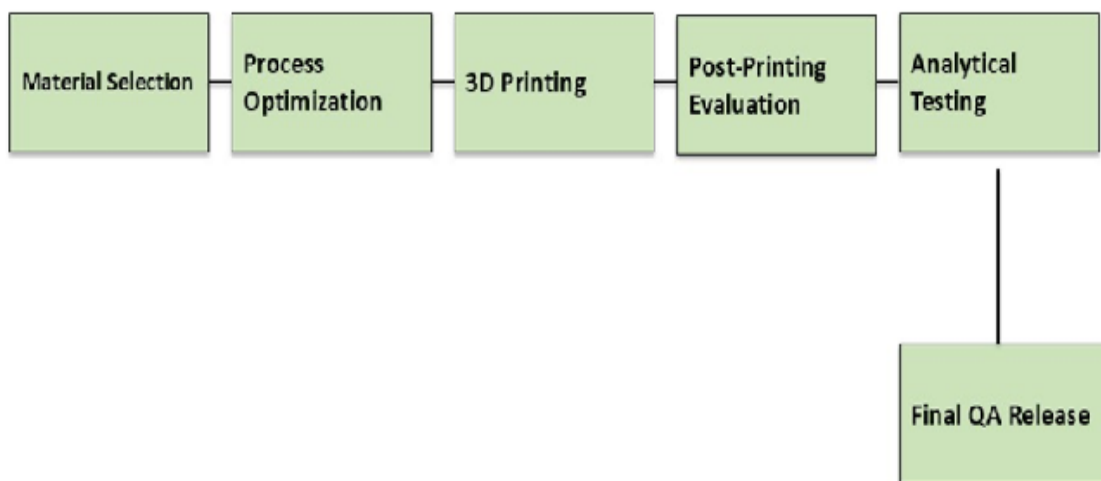 Material Selection
Process
Optimization
3D Printing
Post-Printing
Evaluation
Analytical
Testing
Final QA Release